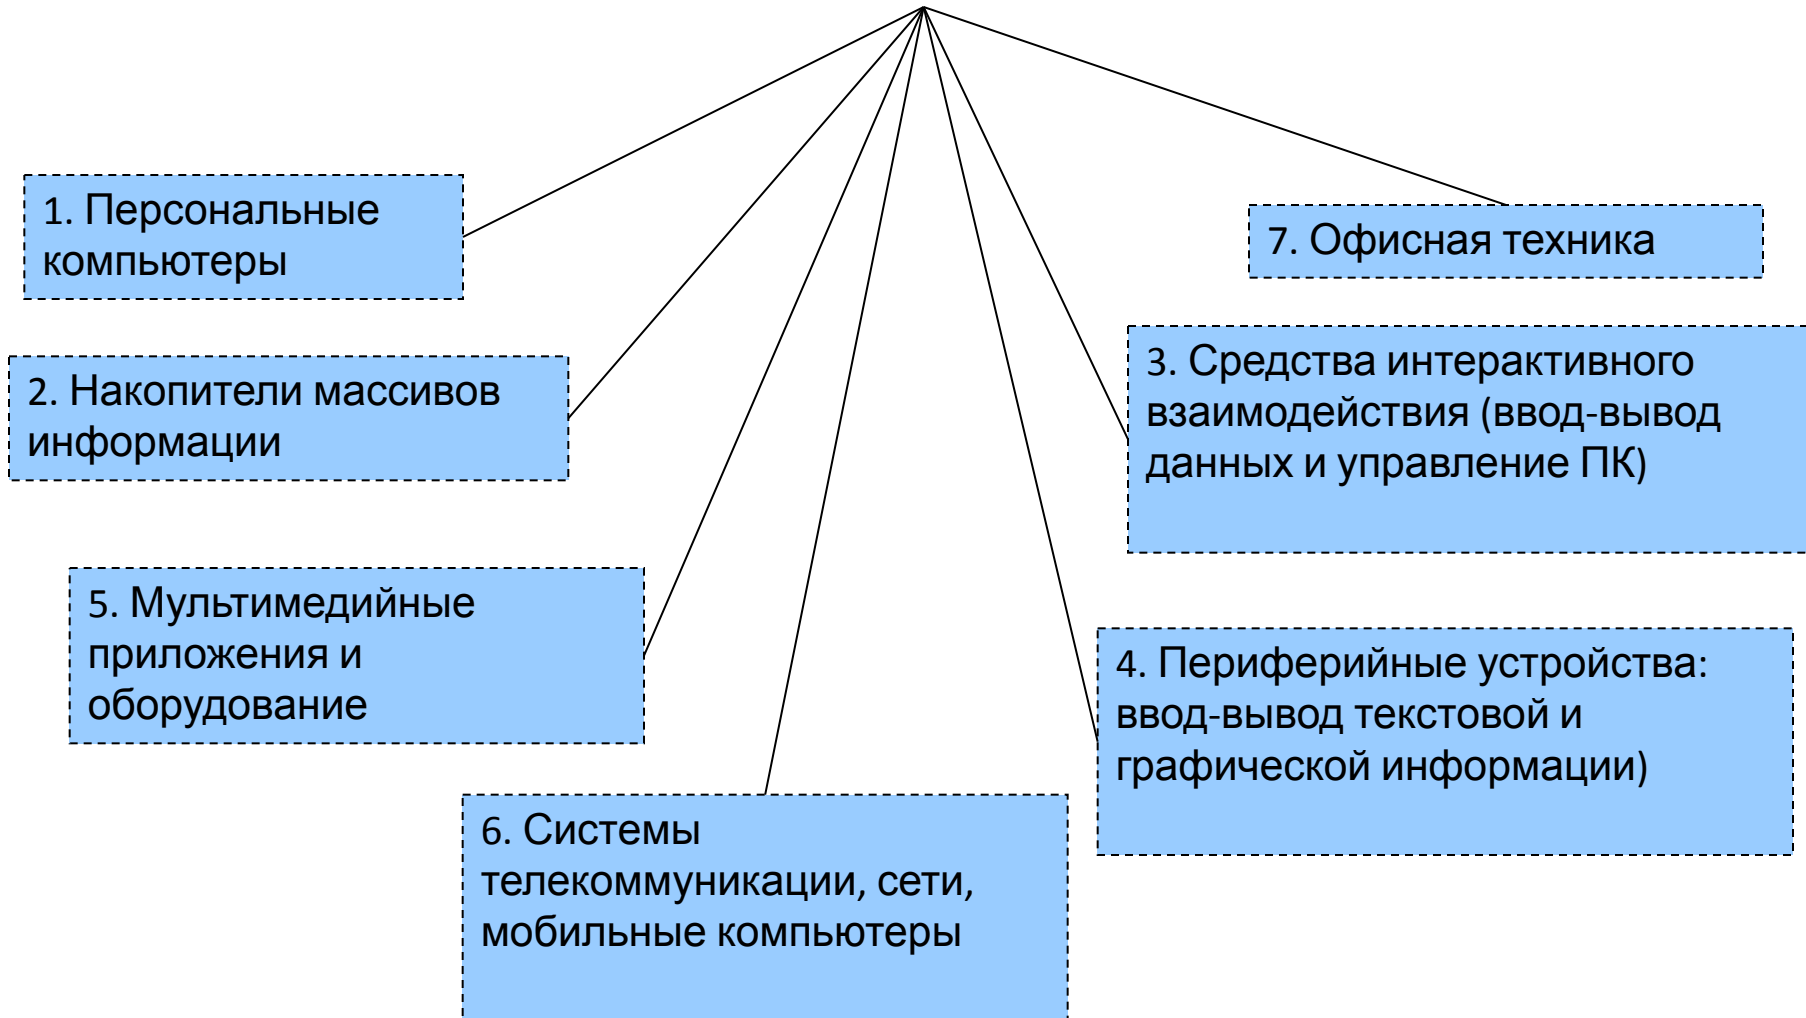 1. Персональные
компьютеры
7. Офисная техника
2. Накопители массивов
информации
3. Средства интерактивного
взаимодействия (ввод-вывод
данных и управление ПК)
5. Мультимедийные
приложения и
оборудование
4. Периферийные устройства:
ввод-вывод текстовой и
графической информации)
6. Системы
телекоммуникации, сети,
мобильные компьютеры